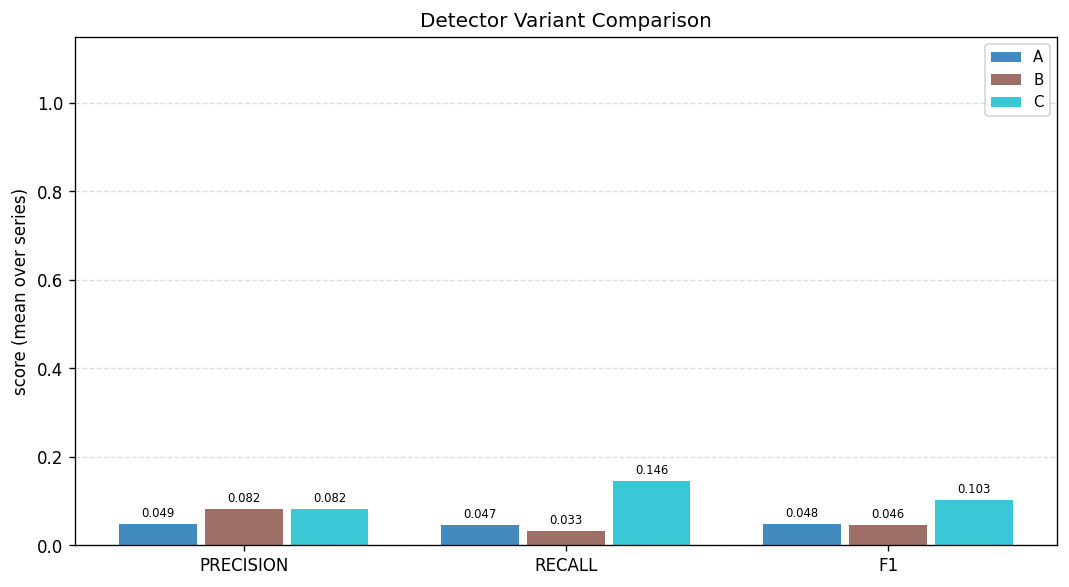 Detector Variant Comparison
A
B
C
score (mean over series)
1.0
0.8
0.6
0.4
0.2
0.0
0.049
0.082
0.082
0.047
0.033
0.146
0.048
0.046
0.103
PRECISION
RECALL
F1